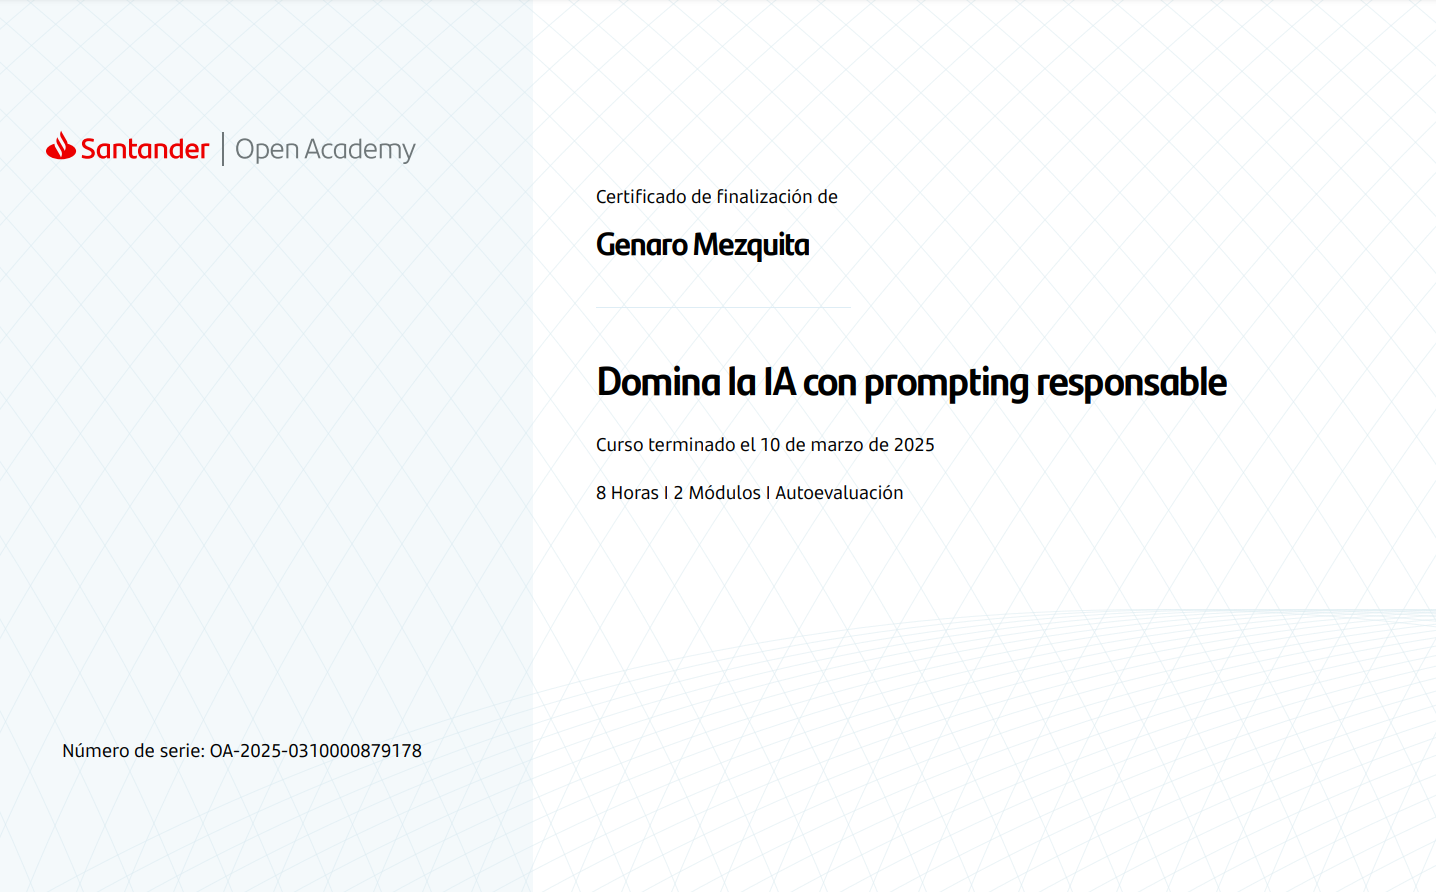 Santander | Open Academy
Certificado de finalización de
Genaro Mezquita
Domina la IA con prompting responsable
Curso terminado el 10 de marzo de 2025
8 Horas I 2 Módulos I Autoevaluación
Número de serie: OA-2025-0310000879178